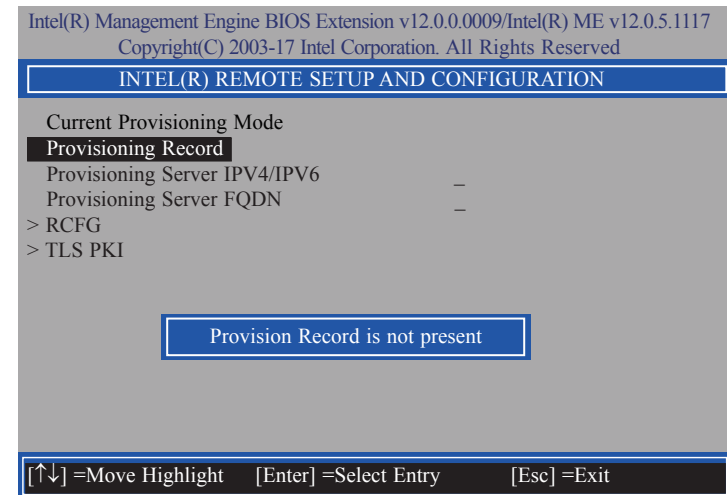 Intel(R) Management Engine BIOS Extension v12.0.0.0009/Intel(R) ME v12.0.5.1117
Copyright(C) 2003-17 Intel Corporation. All Rights Reserved
INTEL(R) REMOTE SETUP AND CONFIGURATION
Current Provisioning Mode
Provisioning Record
Provisioning Server IPV4/IPV6 _
Provisioning Server FQDN _
> RCFG
> TLS PKI
Provision Record is not present
[↑↓] =Move Highlight [Enter] =Select Entry [Esc] =Exit